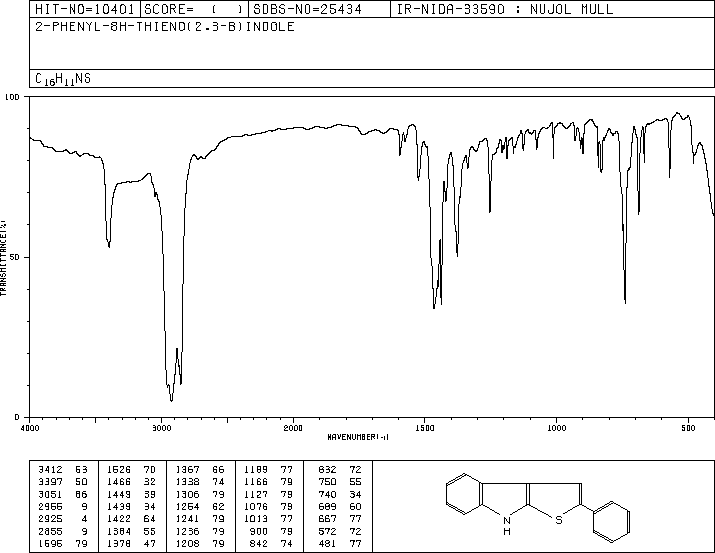 HIT-NO=10401 SCORE= ( ) SDBS-NO=25434 IR-NIDA-33590 : NUJOL MULL
2-PHENYL-8H-THIENO(2,3-B)INDOLE
C16H11NS
100
50
0
TRANSMITTANCE(%)
4000 3000 2000 1500 1000 500
WAVENUMBER(-1)
3412 63 1526 70 1367 66 1189 77 832 72
3397 50 1466 32 1338 74 1166 79 750 55
3051 66 1449 39 1306 79 1127 79 740 34
2955 9 1439 34 1254 62 1076 79 689 60
2925 4 1422 64 1241 79 1013 77 667 77
2855 9 1384 55 1236 79 900 79 572 72
1595 79 1378 47 1208 79 842 74 481 77
N
H
S